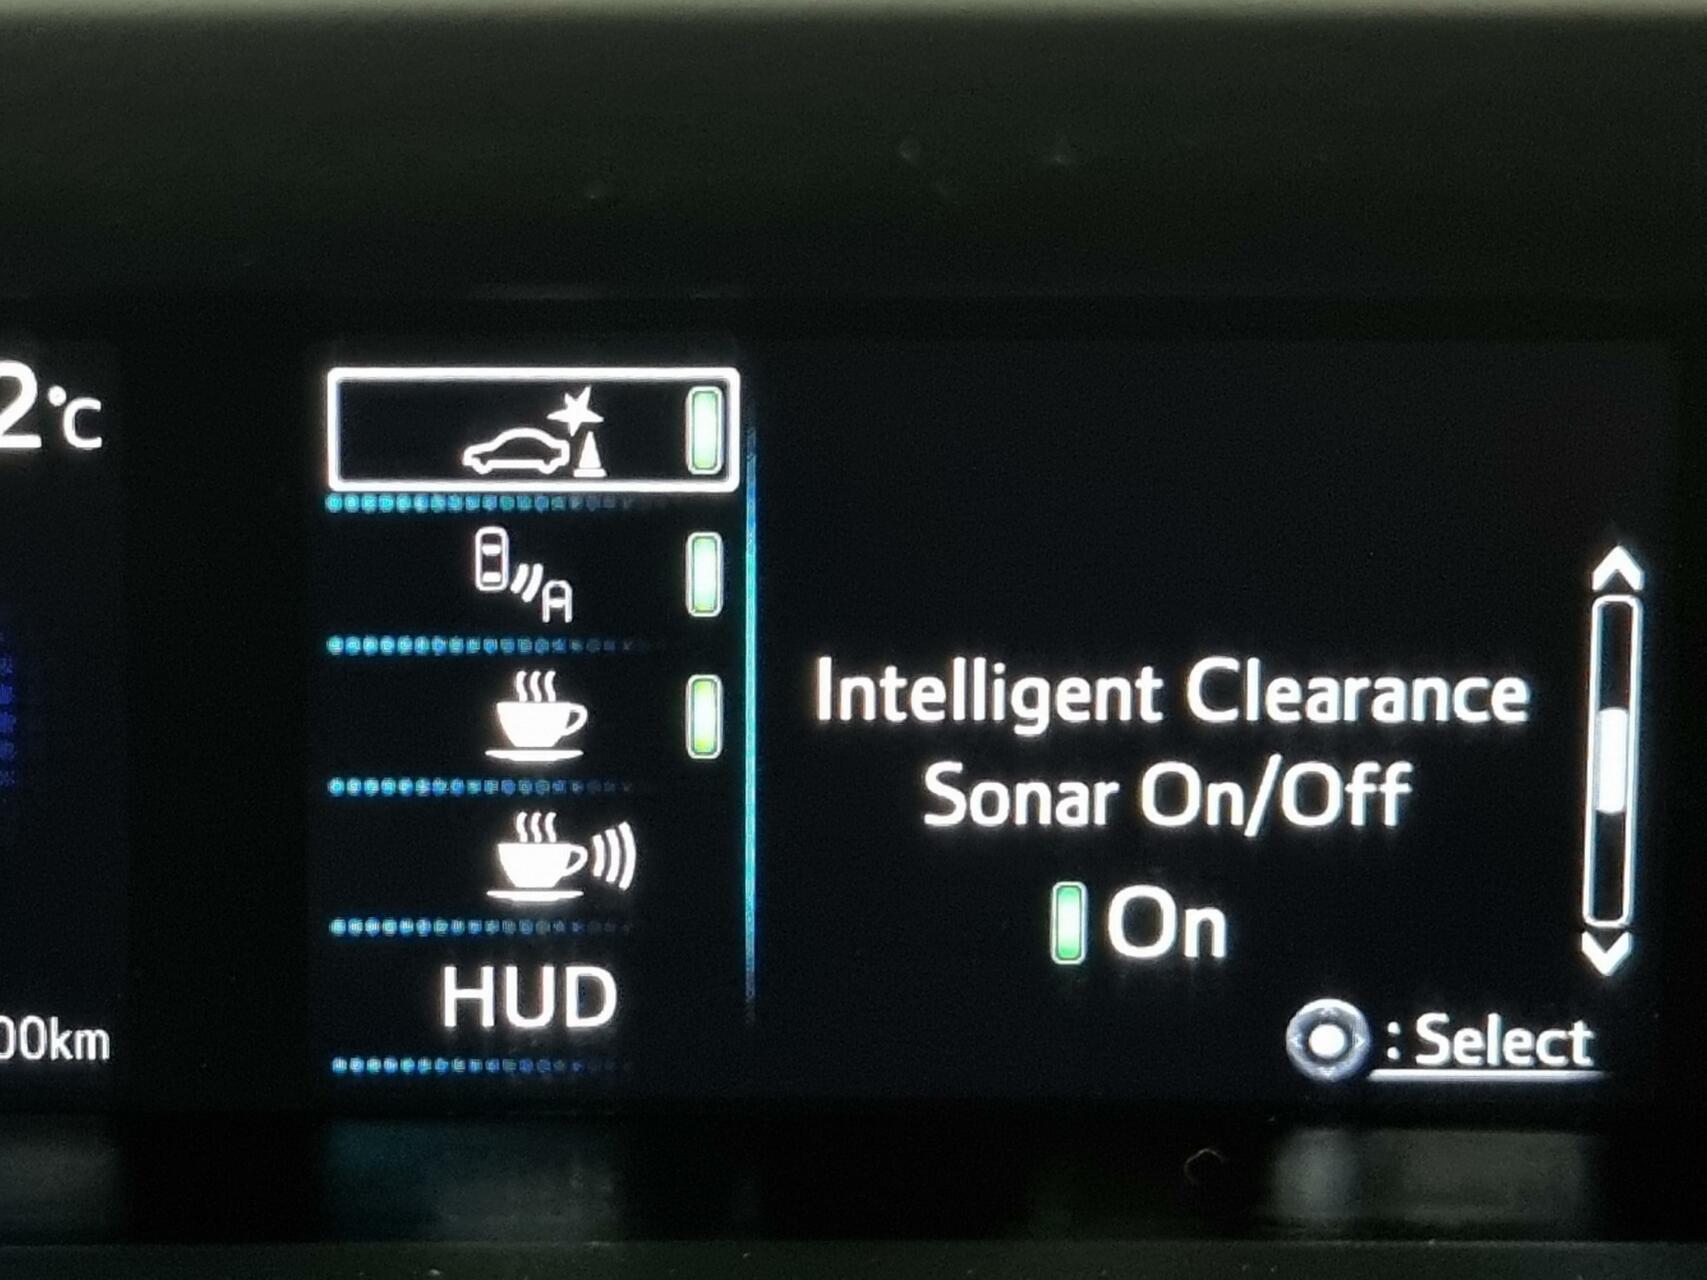 2°C
00km
HUD
Intelligent Clearance
Sonar On/Off
On
: Select